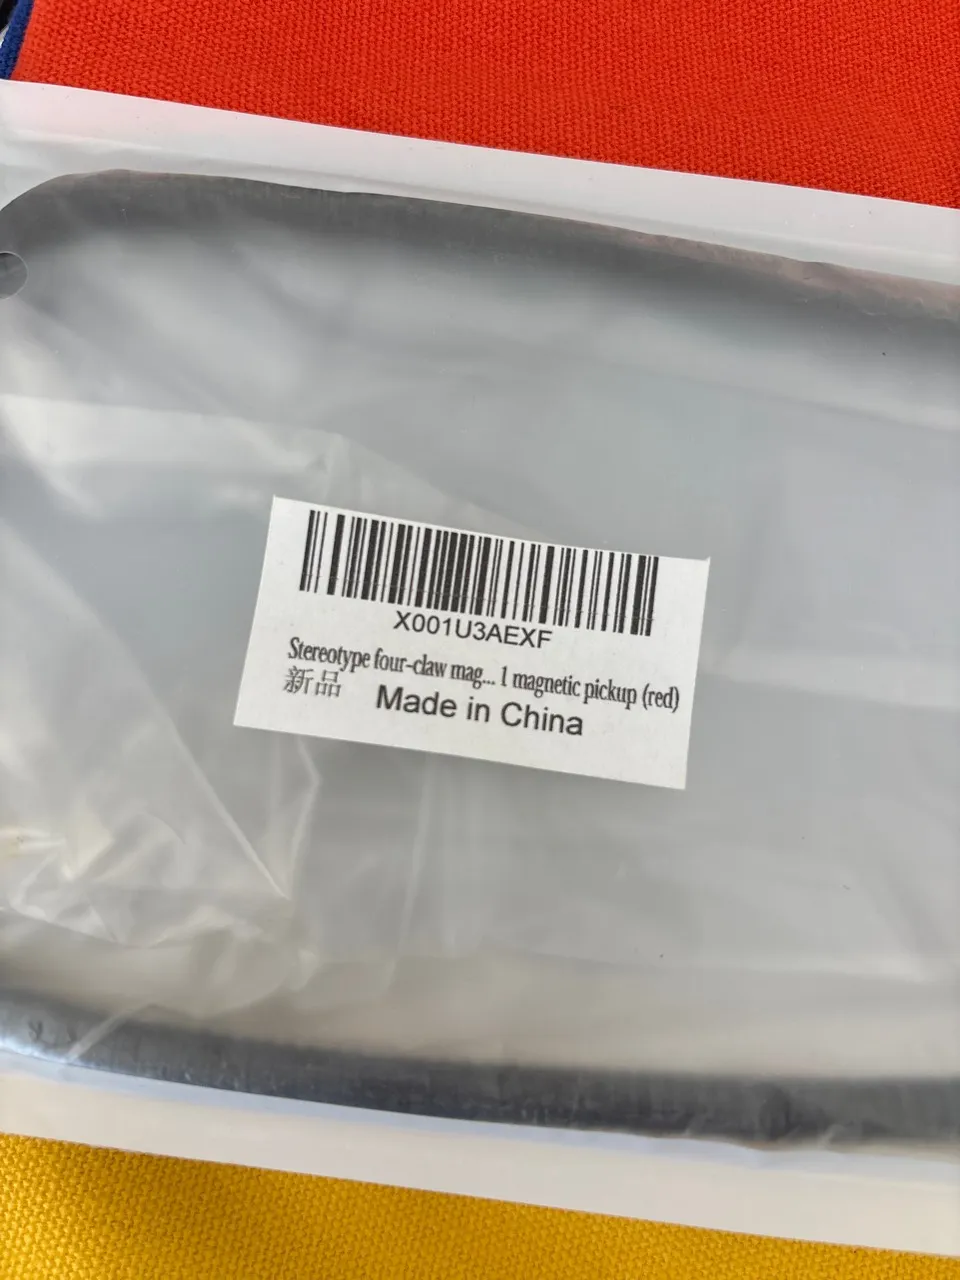 X001U3AEXF
Stereotype four-claw mag... 1 magnetic pickup (red)
新品
Made in China